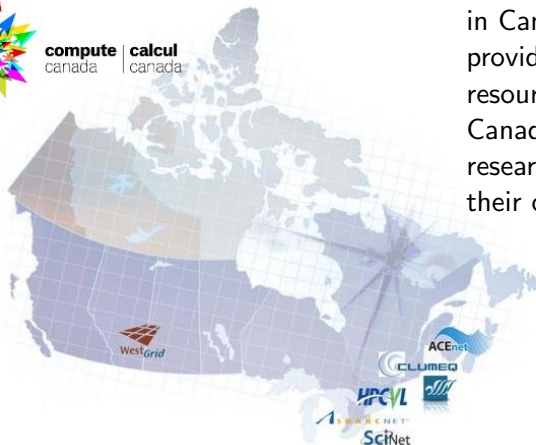 compute | calcul
canada | canada
in Can
provid
resour
Canad
resear
their c
WestGrid
ACEnet
CLUMEQ
HPCVL
SHARCNET
SciNet